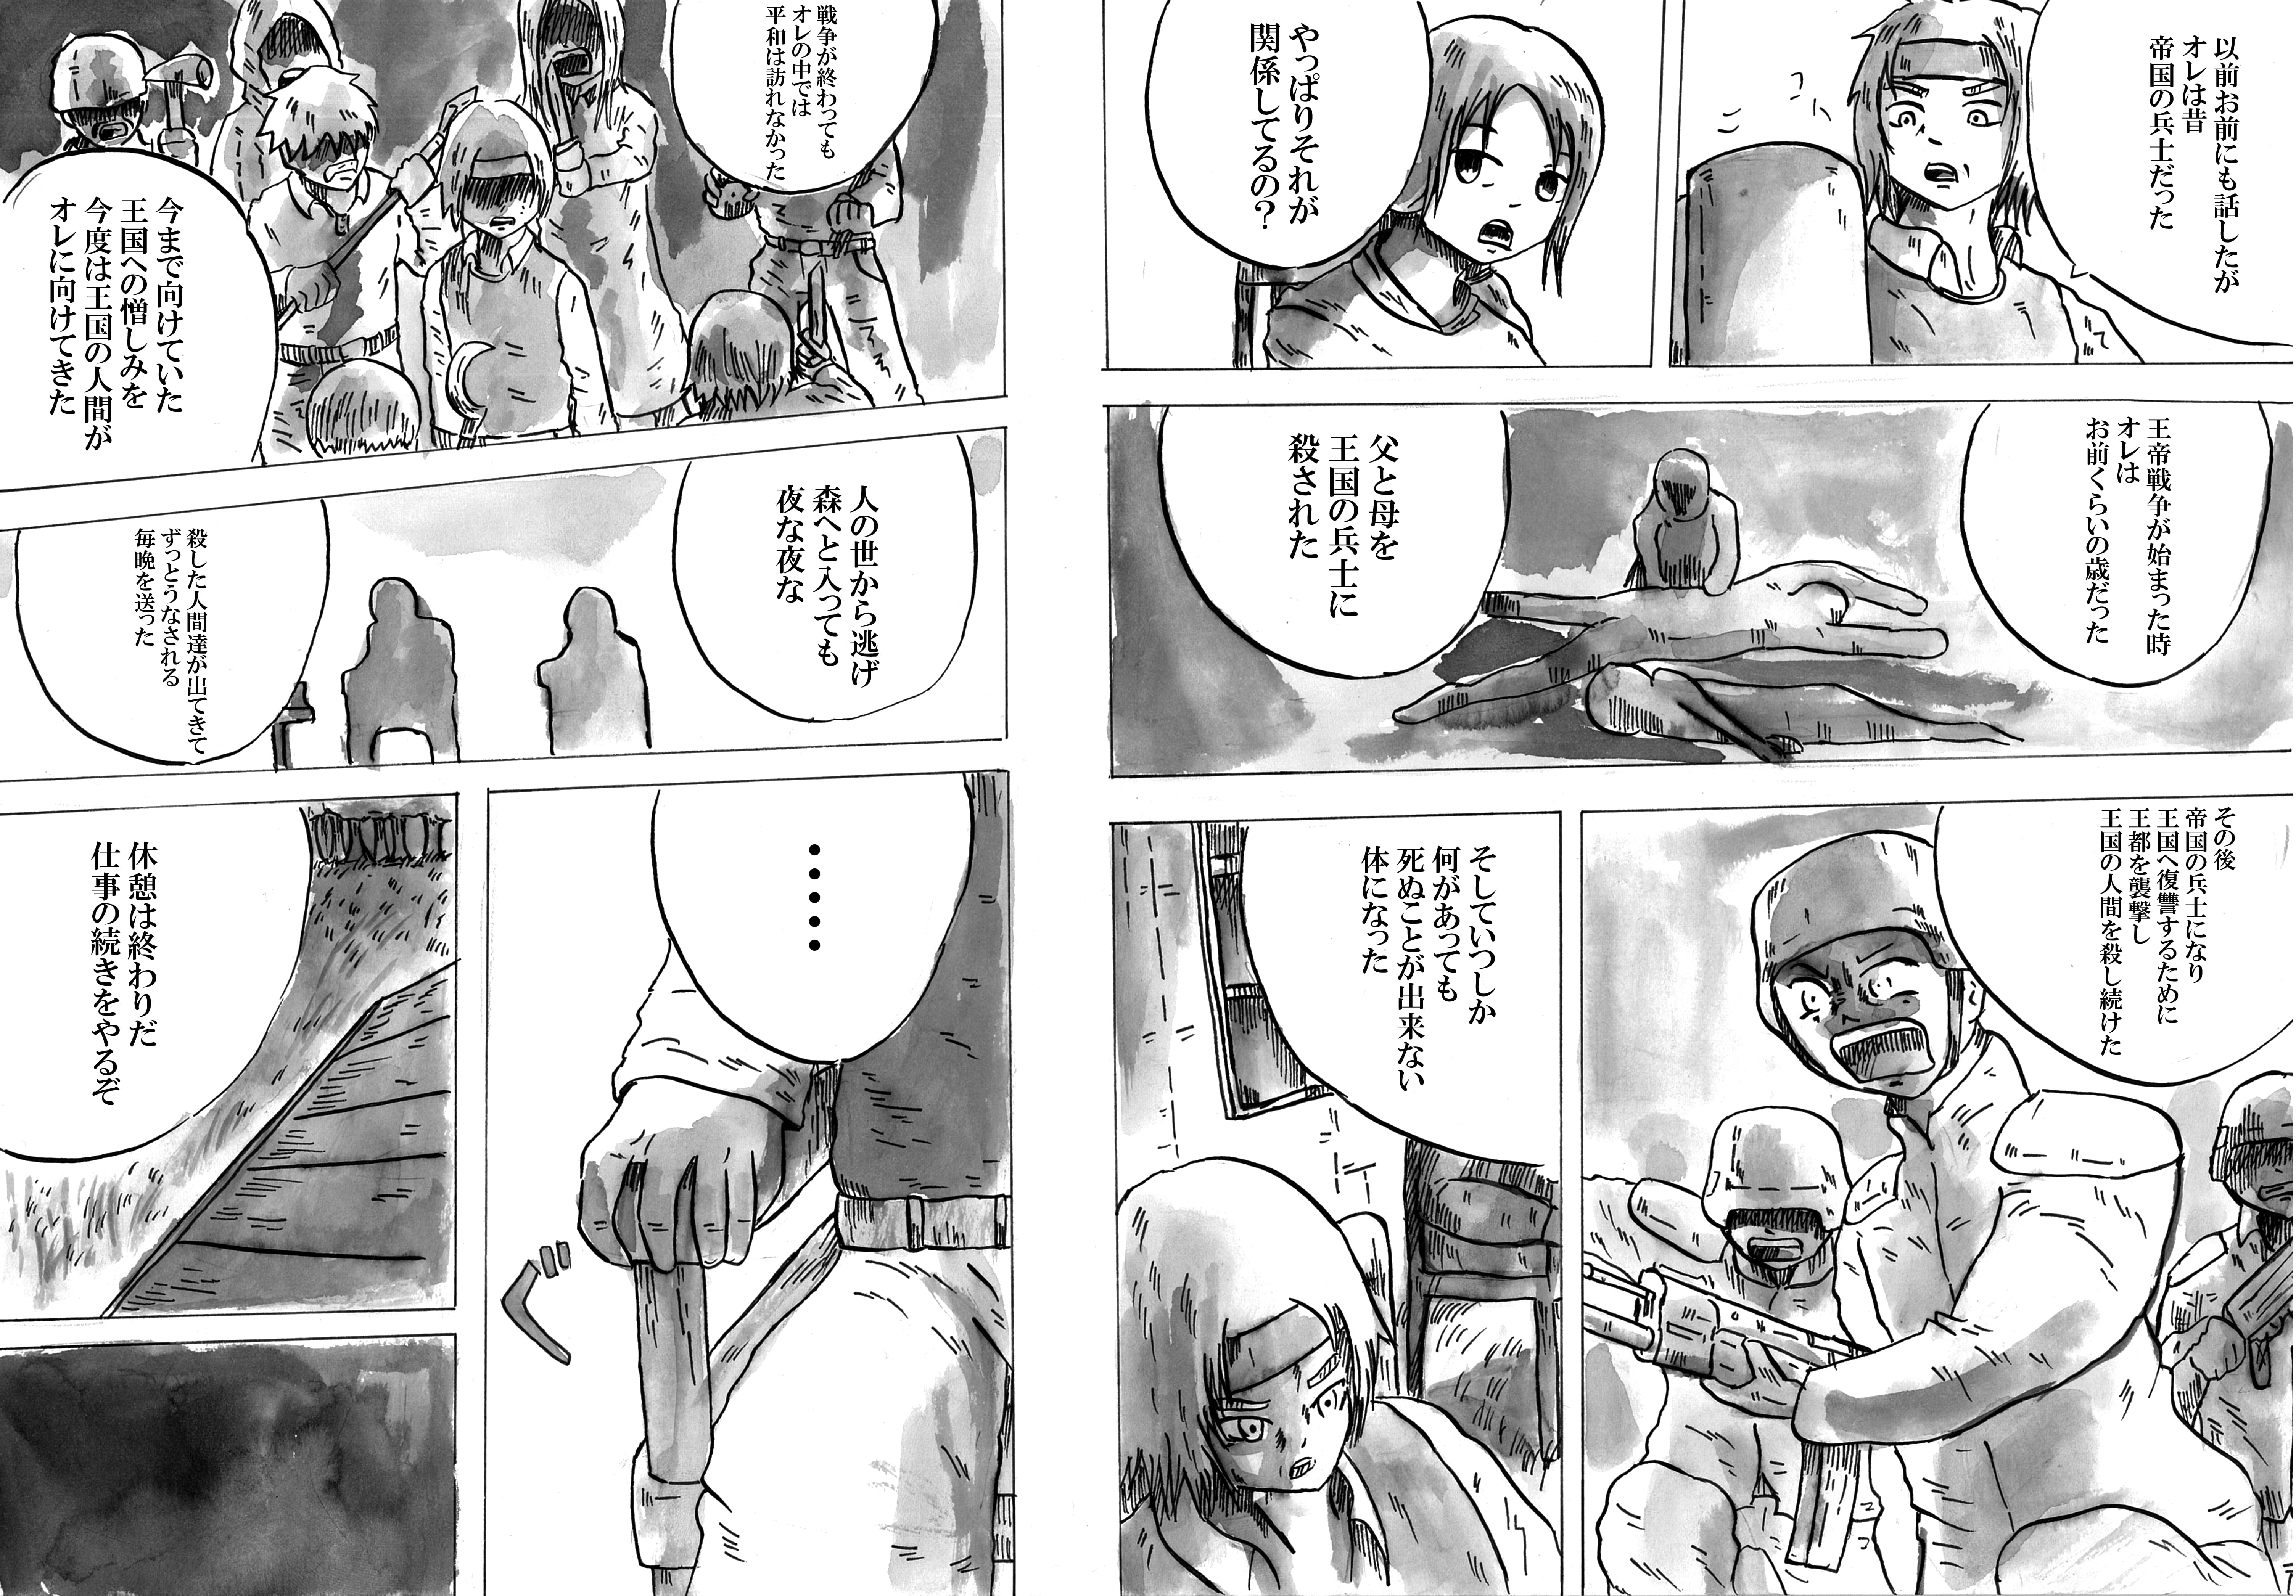 以前お前にも話したが
オレは昔
帝国の兵士だった
やっぱりそれが
関係してるの？
王帝戦争が始まった時
オレは
お前くらいの歳だった
父と母を
王国の兵士に
殺された
その後
帝国の兵士になり
王国へ復讐するために
王都を襲撃し
王国の人間を殺し続けた
そしていつしか
何があっても
死ぬことが出来ない
体になった
戦争が終わっても
オレの中では
平和は訪れなかった
今まで向けていた
王国への憎しみを
今度は王国の人間が
オレに向けてきた
人の世から逃げ
森へと入っても
夜な夜な
殺した人間達が出てきて
ずっとうなされる
毎晩を送った
・・・・・
休憩は終わりだ
仕事の続きをやるぞ